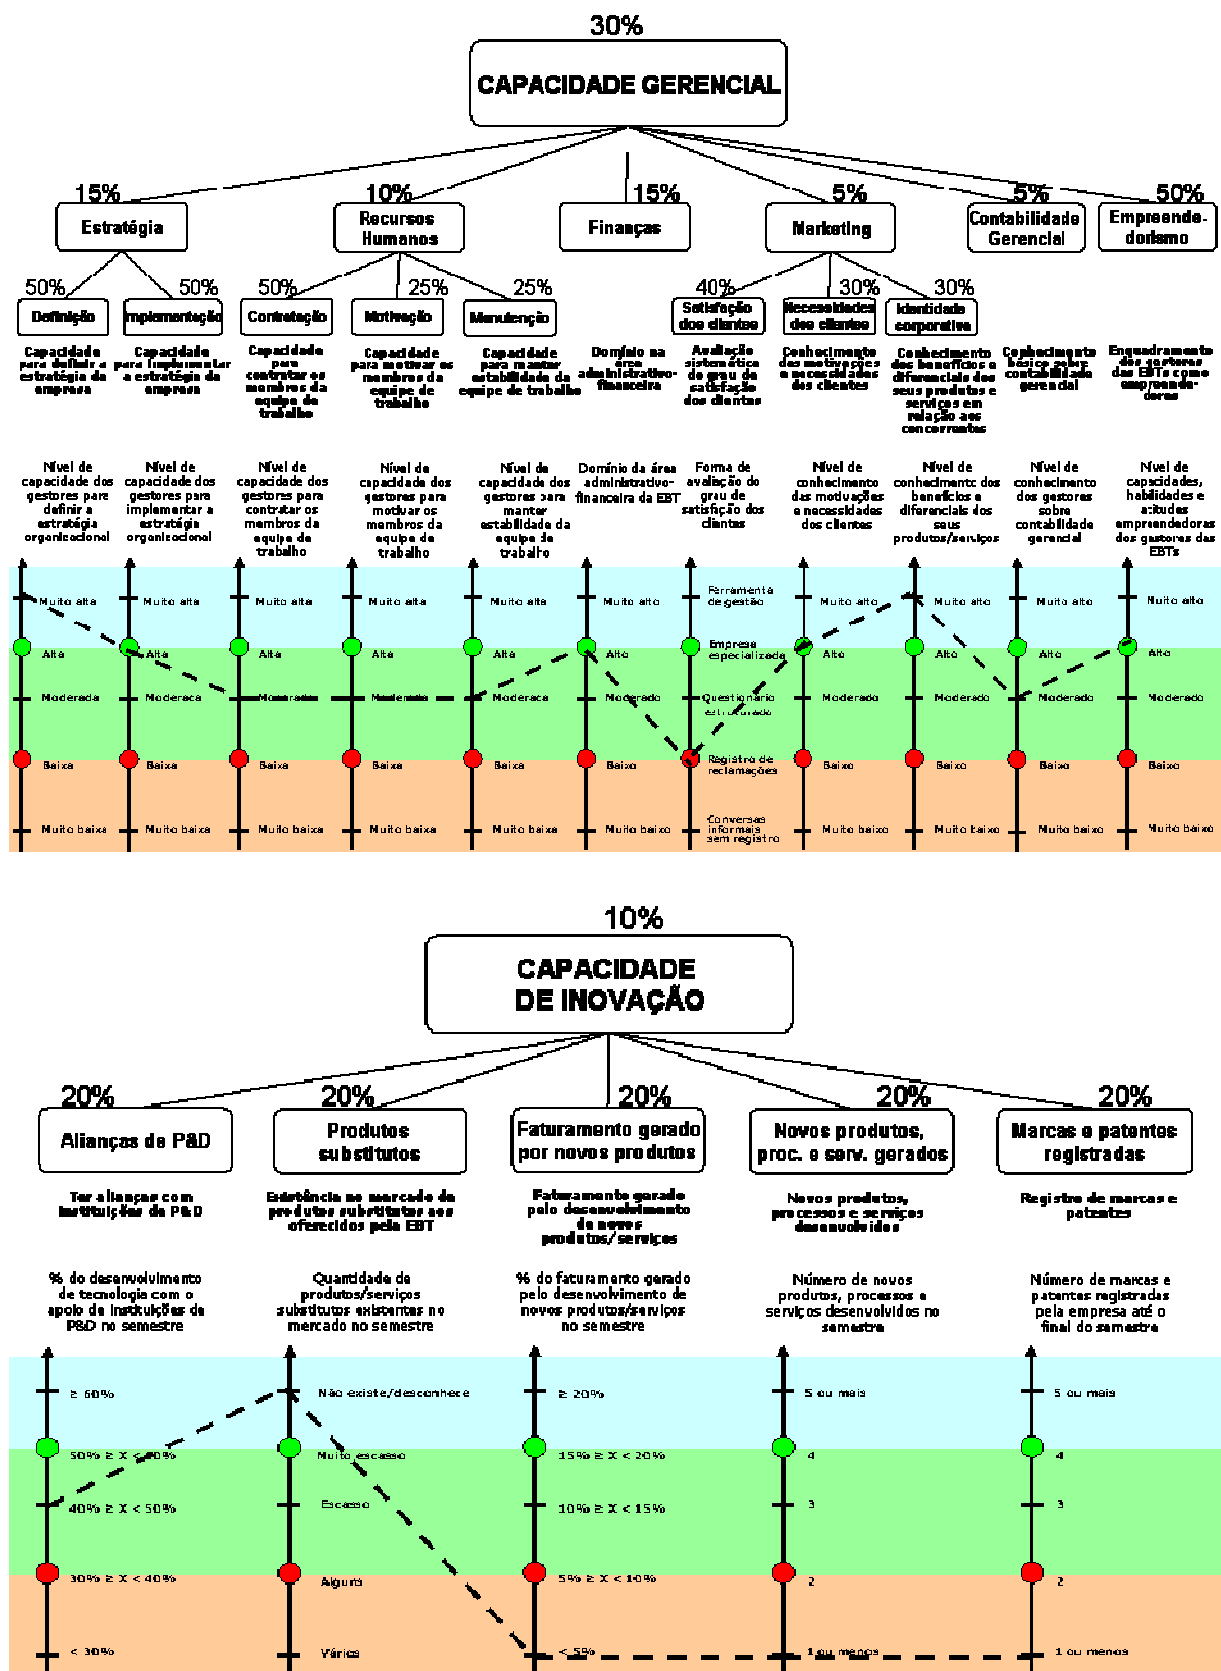 30%
CAPACIDADE GERENCIAL
15%
10%
15%
5%
5%
50%
Estratégia
Recursos
Humanos
Finanças
Marketing
Contabilidade
Gerencial
Empreende-
dorismo
50%
50%
50%
25%
25%
40%
30%
30%
Definição
Implementação
Contratação
Motivação
Manutenção
Satisfação
dos clientes
Necessidades
dos clientes
Identidade
corporativa
Capacidade
para definir a
estratégia da
empresa
Capacidade
para implementar
a estratégia da
empresa
Capacidade
para
contratar os
membros da
equipe de
trabalho
Capacidade
para motivar os
membros da
equipe de
trabalho
Capacidade
para manter
estabilidade da
equipe de trabalho
Domínio na
área
administrativo-
financeira
Avaliação
sistemática
do grau de
satisfação
dos clientes
Conhecimento
das motivações
e necessidades
dos clientes
Conhecimento
dos benefícios e
diferenciais dos
seus produtos e
serviços em
relação aos
concorrentes
Conhecimento
básico sobre
contabilidade
gerencial
Enquadramento
dos gestores
das EBTs como
empreende-
dores
Nível de
capacidade dos
gestores para
definir a
estratégia
organizacional
Nível de
capacidade dos
gestores para
implementar a
estratégia
organizacional
Nível de
capacidade dos
gestores para
contratar os
membros da
equipe de
trabalho
Nível de
capacidade dos
gestores para
motivar os
membros da
equipe de
trabalho
Nível de
capacidade dos
gestores para
manter
estabilidade da
equipe de
trabalho
Domínio da área
administrativo-
financeira da EBT
Forma de
avaliação do
grau de
satisfação dos
clientes
Nível de
conhecimento
das motivações
e necessidades
dos clientes
Nível de
conhecimento dos
benefícios e
diferenciais dos
seus
produtos/serviços
Nível de
conhecimento
dos gestores
sobre
contabilidade
gerencial
Nível de
capacidades,
habilidades e
atitudes
empreendedoras
dos gestores das
EBTs
Muito alta
Muito alta
Muito alta
Muito alta
Muito alta
Muito alto
Ferramenta
de gestão
Muito alto
Muito alto
Muito alto
Muito alto
Alta
Alta
Alta
Alta
Alta
Alto
Empresa
especializada
Alto
Alto
Alto
Alto
Moderada
Moderada
Moderada
Moderada
Moderada
Moderado
Questionário
estruturado
Moderado
Moderado
Moderado
Moderado
Baixa
Baixa
Baixa
Baixa
Baixa
Baixo
Registro de
reclamações
Baixo
Baixo
Baixo
Baixo
Muito baixa
Muito baixa
Muito baixa
Muito baixa
Muito baixa
Muito baixo
Conversas
informais
sem registro
Muito baixo
Muito baixo
Muito baixo
Muito baixo
10%
CAPACIDADE
DE INOVAÇÃO
20%
20%
20%
20%
20%
Alianças de P&D
Produtos
substitutos
Faturamento gerado
por novos produtos
Novos produtos,
proc. e serv. gerados
Marcas e patentes
registradas
Ter alianças com
instituições de P&D
Existência no mercado de
produtos substitutos aos
oferecidos pela EBT
Faturamento gerado
pelo desenvolvimento
de novos
produtos/serviços
Novos produtos,
processos e serviços
desenvolvidos
Registro de marcas e
patentes
% do desenvolvimento
de tecnologia com o
apoio de instituições de
P&D no semestre
Quantidade de
produtos/serviços
substitutos existentes no
mercado no semestre
% do faturamento gerado
pelo desenvolvimento de
novos produtos/serviços
no semestre
Número de novos
produtos, processos e
serviços desenvolvidos no
semestre
Número de marcas e
patentes registradas
pela empresa até o
final do semestre
≥ 60%
Não existe/desconhece
≥ 20%
5 ou mais
5 ou mais
50% ≥ X < 60%
Muito escasso
15% ≥ X < 20%
4
4
40% ≥ X < 50%
Escasso
10% ≥ X < 15%
3
3
30% ≥ X < 40%
Algum
5% ≥ X < 10%
2
2
< 30%
Vários
< 5%
1 ou menos
1 ou menos